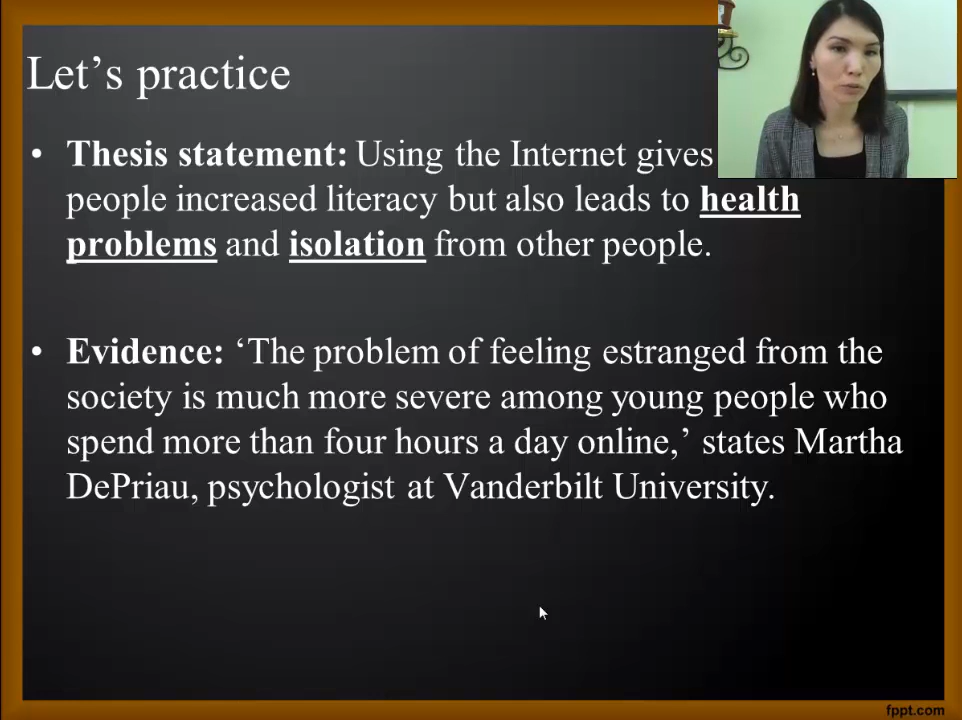 Let’s practice
• Thesis statement: Using the Internet gives
people increased literacy but also leads to health
problems and isolation from other people.
• Evidence: ‘The problem of feeling estranged from the
society is much more severe among young people who
spend more than four hours a day online,’ states Martha
DePriau, psychologist at Vanderbilt University.
fppt.com